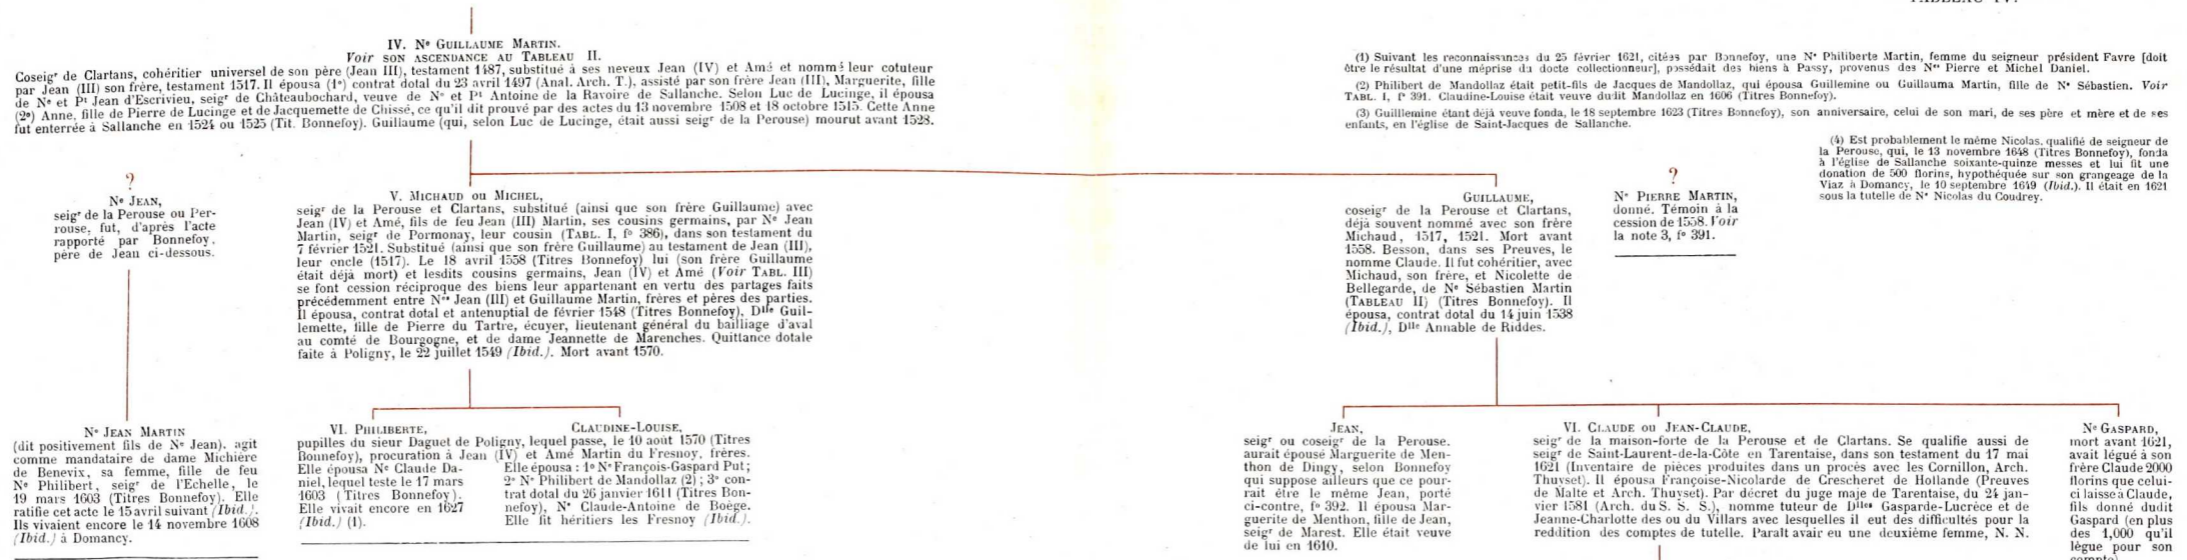 IV. Nᵉ GUILLAUME MARTIN.
Voir SON ASCENDANCE AU TABLEAU II.
Coseigʳ de Clartans, cohéritier universel de son père (Jean III), testament 1487, substitué à ses neveux Jean (IV) et Amé et nommé leur cotuteur
par Jean (III) son frère, testament 1517. Il épousa (1º) contrat dotal du 23 avril 1497 (Anal. Arch. T.), assisté par son frère Jean (III), Marguerite, fille
de Nᵉ et Pᵗ Jean d'Escrivieu, seigʳ de Châteaubochard, veuve de Nᵉ et Pᵗ Antoine de la Ravoire de Sallanche. Selon Luc de Lucinge, il épousa
(2º) Anne, fille de Pierre de Lucinge et de Jacquemette de Chissé, ce qu'il dit prouvé par des actes du 13 novembre 1508 et 18 octobre 1515. Cette Anne
fut enterrée à Sallanche en 1524 ou 1525 (Tit. Bonnefoy). Guillaume (qui, selon Luc de Lucinge, était aussi seigʳ de la Perouse) mourut avant 1528.
(1) Suivant les reconnaissances du 25 février 1621, citées par Bonnefoy, une Nᵉ Philiberte Martin, femme du seigneur président Favre [doit
être le résultat d'une méprise du docte collectionneur], possédait des biens à Passy, provenus des Nᵉˢ Pierre et Michel Daniel.
(2) Philibert de Mandollaz était petit-fils de Jacques de Mandollaz, qui épousa Guillemine ou Guillauma Martin, fille de Nᵉ Sébastien. Voir
TABL. I, fº 391. Claudine-Louise était veuve dudit Mandollaz en 1606 (Titres Bonnefoy).
(3) Guilllemine étant déjà veuve fonda, le 18 septembre 1623 (Titres Bonnefoy), son anniversaire, celui de son mari, de ses père et mère et de ses
enfants, en l'église de Saint-Jacques de Sallanche.
(4) Est probablement le même Nicolas, qualifié de seigneur de
la Perouse, qui, le 13 novembre 1648 (Titres Bonnefoy), fonda
à l'église de Sallanche soixante-quinze messes et lui fit une
donation de 500 florins, hypothéquée sur son grangeage de la
Viaz à Domancy, le 10 septembre 1649 (Ibid.). Il était en 1621
sous la tutelle de Nᵉ Nicolas du Coudrey.
?
Nᵉ JEAN,
seigʳ de la Perouse ou Per-
rouse, fut, d'après l'acte
rapporté par Bonnefoy,
père de Jean ci-dessous.
V. MICHAUD OU MICHEL,
seigʳ de la Perouse et Clartans, substitué (ainsi que son frère Guillaume) avec
Jean (IV) et Amé, fils de feu Jean (III) Martin, ses cousins germains, par Nᵉ Jean
Martin, seigʳ de Pormonay, leur cousin (TABL. I, fº 386), dans son testament du
7 février 1521. Substitué (ainsi que son frère Guillaume) au testament de Jean (III),
leur oncle (1517). Le 18 avril 1558 (Titres Bonnefoy) lui (son frère Guillaume
était déjà mort) et lesdits cousins germains, Jean (IV) et Amé (Voir TABL. III)
se font cession réciproque des biens leur appartenant en vertu des partages faits
précédemment entre Nᵉˢ Jean (III) et Guillaume Martin, frères et pères des parties.
Il épousa, contrat dotal et antenuptial de février 1548 (Titres Bonnefoy), Dˡˡᵉ Guil-
lemette, fille de Pierre du Tartre, écuyer, lieutenant général du bailliage d'aval
au comté de Bourgogne, et de dame Jeannette de Marenches. Quittance dotale
faite à Poligny, le 22 juillet 1549 (Ibid.). Mort avant 1570.
GUILLAUME,
coseigʳ de la Perouse et Clartans,
déjà souvent nommé avec son frère
Michaud, 1517, 1521. Mort avant
1558. Besson, dans ses Preuves, le
nomme Claude. Il fut cohéritier, avec
Michaud, son frère, et Nicolette de
Bellegarde, de Nᵉ Sébastien Martin
(TABLEAU II) (Titres Bonnefoy). Il
épousa, contrat dotal du 14 juin 1538
(Ibid.), Dˡˡᵉ Annable de Riddes.
?
Nᵉ PIERRE MARTIN,
donné. Témoin à la
cession de 1558. Voir
la note 3, fº 391.
Nᵉ JEAN MARTIN
(dit positivement fils de Nᵉ Jean), agit
comme mandataire de dame Michière
de Benevix, sa femme, fille de feu
Nᵉ Philibert, seigʳ de l'Echelle, le
19 mars 1603 (Titres Bonnefoy). Elle
ratifie cet acte le 15 avril suivant (Ibid.).
Ils vivaient encore le 14 novembre 1608
(Ibid.) à Domancy.
VI. PHILIBERTE, CLAUDINE-LOUISE,
pupilles du sieur Daguet de Poligny, lequel passe, le 10 août 1570 (Titres
Bonnefoy), procuration à Jean (IV) et Amé Martin du Fresnoy, frères.
Elle épousa Nᵉ Claude Da-
niel, lequel teste le 17 mars
1603 (Titres Bonnefoy).
Elle vivait encore en 1627
(Ibid.) (1).
Elle épousa : 1º Nᵉ François-Gaspard Put;
2º Nᵉ Philibert de Mandollaz (2) ; 3º con-
trat dotal du 26 janvier 1611 (Titres Bon-
nefoy), Nᵉ Claude-Antoine de Boëge.
Elle fit héritiers les Fresnoy (Ibid.).
JEAN,
seigʳ ou coseigʳ de la Perouse.
aurait épousé Marguerite de Men-
thon de Dingy, selon Bonnefoy
qui suppose ailleurs que ce pour-
rait être le même Jean, porté
ci-contre, fº 392. Il épousa Mar-
guerite de Menthon, fille de Jean,
seigʳ de Marest. Elle était veuve
de lui en 1610.
VI. CLAUDE OU JEAN-CLAUDE,
seigʳ de la maison-forte de la Perouse et de Clartans. Se qualifie aussi de
seigʳ de Saint-Laurent-de-la-Côte en Tarentaise, dans son testament du 17 mai
1621 (Inventaire de pièces produites dans un procès avec les Cornillon, Arch.
Thuyset). Il épousa Françoise-Nicolarde de Crescheret de Hollande (Preuves
de Malte et Arch. Thuyset). Par décret du juge maje de Tarentaise, du 24 jan-
vier 1581 (Arch. du S. S. S.), nomme tuteur de Dˡˡᵉˢ Gasparde-Lucrèce et de
Jeanne-Charlotte des ou du Villars avec lesquelles il eut des difficultés pour la
reddition des comptes de tutelle. Paraît avoir eu une deuxième femme, N. N.
Nᵉ GASPARD,
mort avant 1621,
avait légué à son
frère Claude 2000
florins que celui-
ci laisse à Claude,
fils donné dudit
Gaspard (en plus
des 1,000 qu'il
lègue pour son